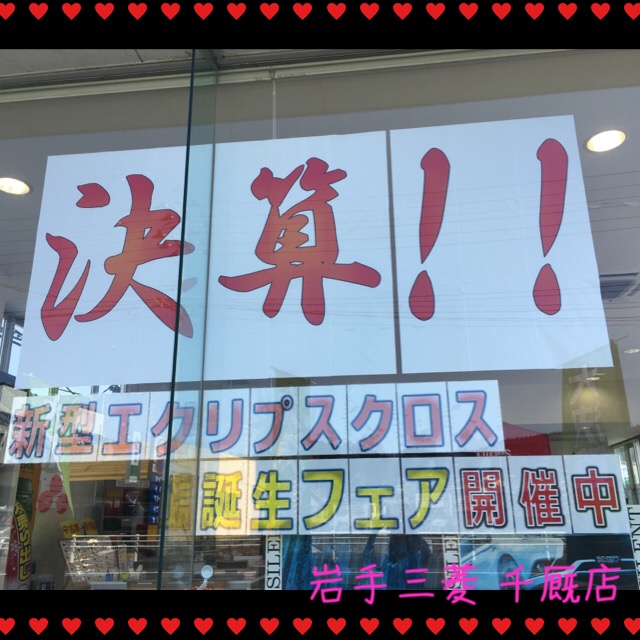 決算!!
新型エクリプスクロス
誕生フェア開催中
SILE
岩手三菱 千厩店